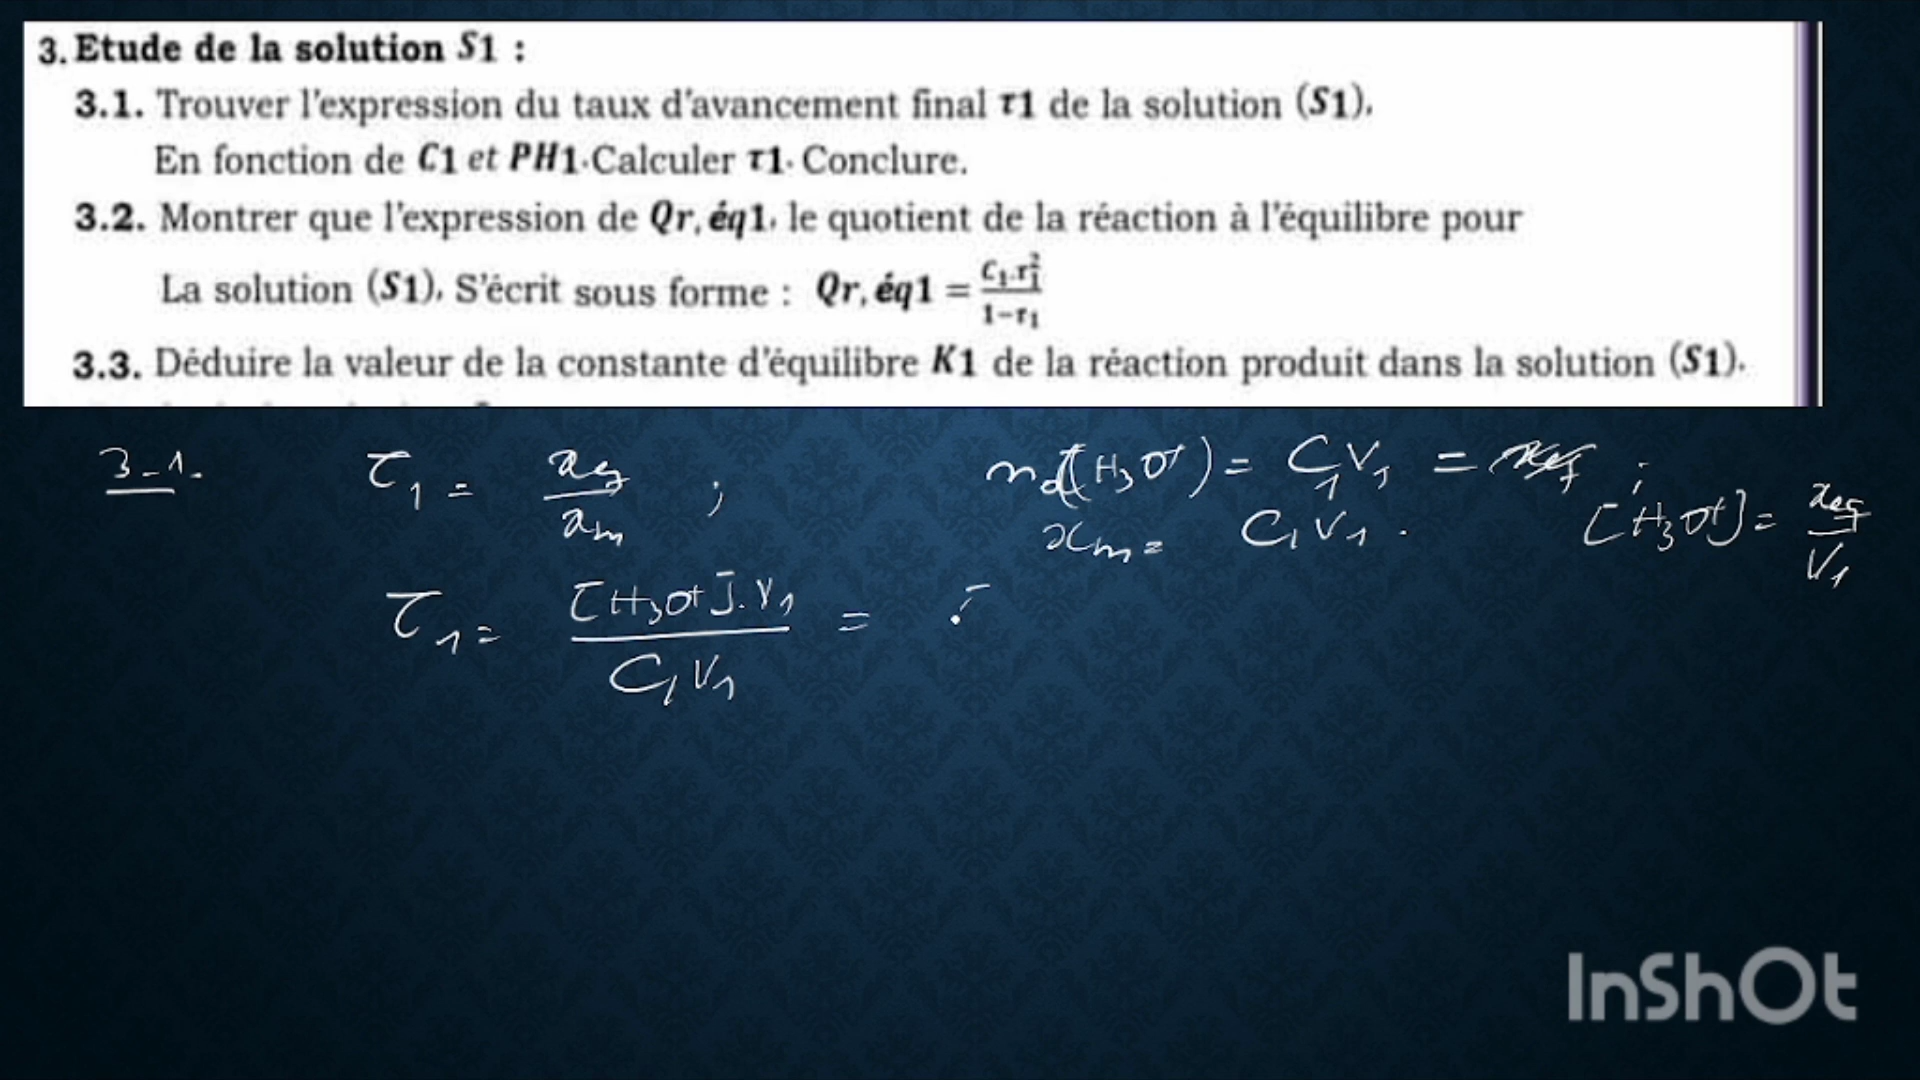 3. Etude de la solution S1 :
3.1. Trouver l'expression du taux d'avancement final τ1 de la solution (S1).
En fonction de C1 et PH1. Calculer τ1. Conclure.
3.2. Montrer que l'expression de Qr, éq1, le quotient de la réaction à l'équilibre pour
La solution (S1). S'écrit sous forme : Qr, éq1 = C₁.τ₁² / 1−τ₁
3.3. Déduire la valeur de la constante d'équilibre K1 de la réaction produit dans la solution (S1).
3-1. τ₁ = x_eq / x_m ; (H₃O⁺) = C₁V₁ = ; [H₃O⁺] = x_eq / V₁
x_m = C₁V₁.
τ₁ = [H₃O⁺].V₁ / C₁V₁ =
InShOt